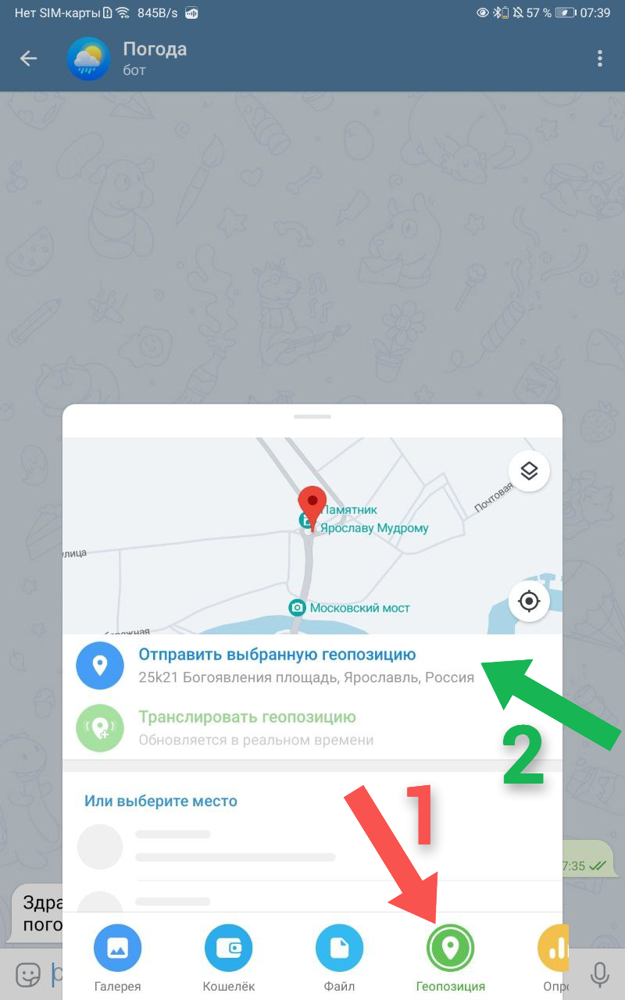 Нет SIM-карты 845B/s 57 % 07:39
Погода
бот
Почтовая
Памятник
Ярославу Мудрому
лица
Московский мост
Отправить выбранную геопозицию
25k21 Богоявления площадь, Ярославль, Россия
Транслировать геопозицию
Обновляется в реальном времени
2
1
Или выберите место
7:35
Здра
пого
Галерея Кошелёк Файл Геопозиция Опро